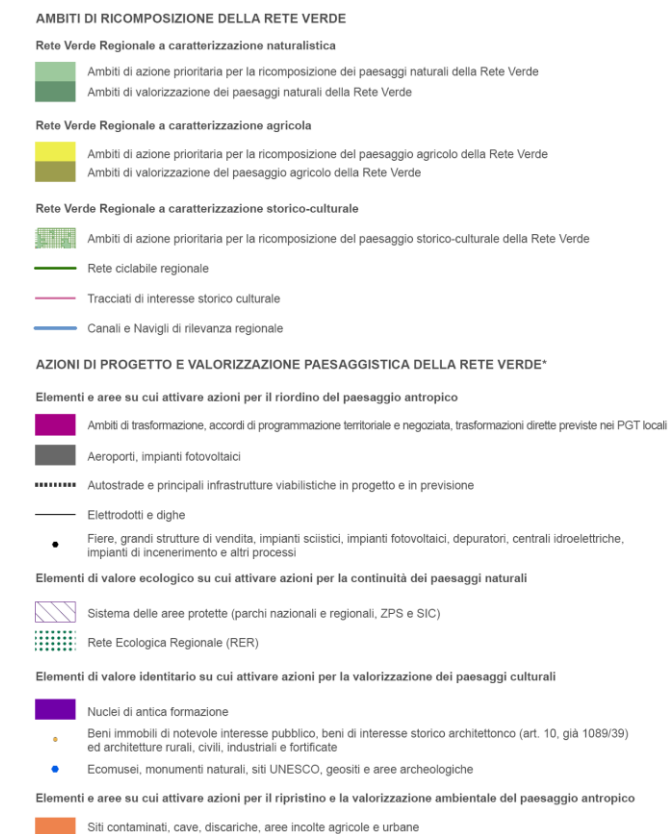 AMBITI DI RICOMPOSIZIONE DELLA RETE VERDE
Rete Verde Regionale a caratterizzazione naturalistica
Ambiti di azione prioritaria per la ricomposizione dei paesaggi naturali della Rete Verde
Ambiti di valorizzazione dei paesaggi naturali della Rete Verde
Rete Verde Regionale a caratterizzazione agricola
Ambiti di azione prioritaria per la ricomposizione del paesaggio agricolo della Rete Verde
Ambiti di valorizzazione del paesaggio agricolo della Rete Verde
Rete Verde Regionale a caratterizzazione storico-culturale
Ambiti di azione prioritaria per la ricomposizione del paesaggio storico-culturale della Rete Verde
Rete ciclabile regionale
Tracciati di interesse storico culturale
Canali e Navigli di rilevanza regionale
AZIONI DI PROGETTO E VALORIZZAZIONE PAESAGGISTICA DELLA RETE VERDE*
Elementi e aree su cui attivare azioni per il riordino del paesaggio antropico
Ambiti di trasformazione, accordi di programmazione territoriale e negoziata, trasformazioni dirette previste nei PGT locali
Aeroporti, impianti fotovoltaici
Autostrade e principali infrastrutture viabilistiche in progetto e in previsione
Elettrodotti e dighe
Fiere, grandi strutture di vendita, impianti sciistici, impianti fotovoltaici, depuratori, centrali idroelettriche,
impianti di incenerimento e altri processi
Elementi di valore ecologico su cui attivare azioni per la continuità dei paesaggi naturali
Sistema delle aree protette (parchi nazionali e regionali, ZPS e SIC)
Rete Ecologica Regionale (RER)
Elementi di valore identitario su cui attivare azioni per la valorizzazione dei paesaggi culturali
Nuclei di antica formazione
Beni immobili di notevole interesse pubblico, beni di interesse storico architettonco (art. 10, già 1089/39)
ed architetture rurali, civili, industriali e fortificate
Ecomusei, monumenti naturali, siti UNESCO, geositi e aree archeologiche
Elementi e aree su cui attivare azioni per il ripristino e la valorizzazione ambientale del paesaggio antropico
Siti contaminati, cave, discariche, aree incolte agricole e urbane